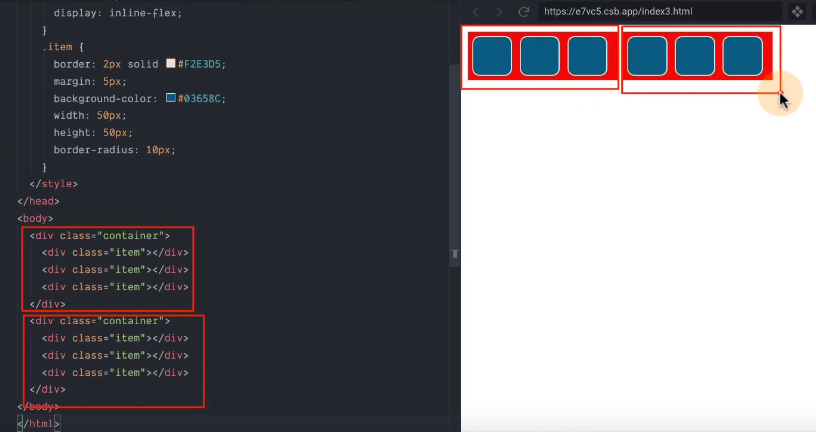 display: inline-flex;
}
.item {
border: 2px solid #F2E3D5;
margin: 5px;
background-color: #03658C;
width: 50px;
height: 50px;
border-radius: 10px;
}
</style>
</head>
<body>
<div class="container">
<div class="item"></div>
<div class="item"></div>
<div class="item"></div>
</div>
<div class="container">
<div class="item"></div>
<div class="item"></div>
<div class="item"></div>
</div>
</body>
</html>
https://e7vc5.csb.app/index3.html